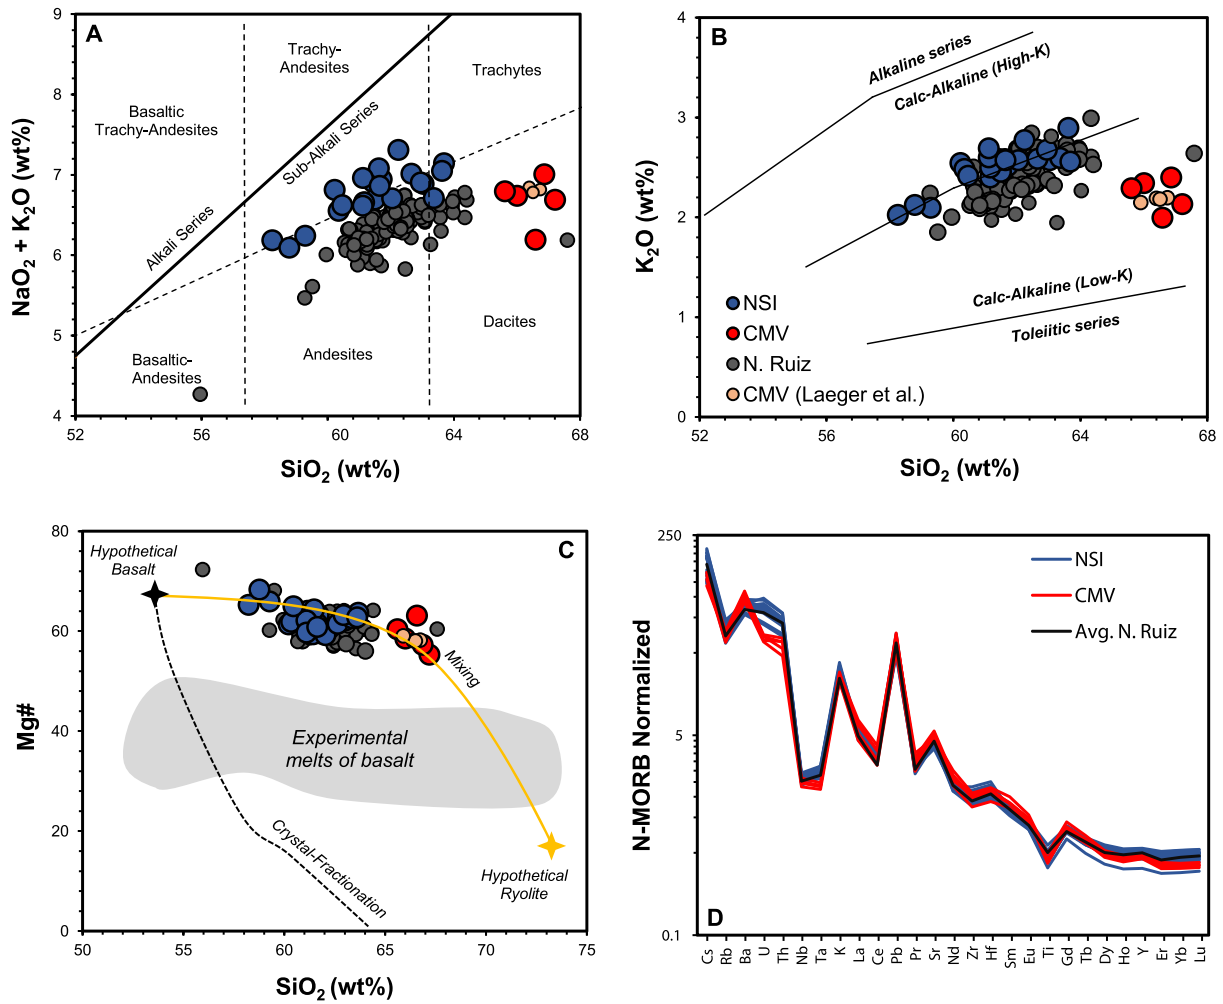 A
9
8
7
6
5
4
NaO₂ + K₂O (wt%)
Trachy-
Andesites
Trachytes
Basaltic
Trachy-Andesites
Sub-Alkali Series
Alkali Series
Dacites
Andesites
Basaltic-
Andesites
52
56
60
64
68
SiO₂ (wt%)
B
4
3
2
1
0
K₂O (wt%)
Alkaline series
Calc-Alkaline (High-K)
Calc-Alkaline (Low-K)
Toleiitic series
NSI
CMV
N. Ruiz
CMV (Laeger et al.)
52
56
60
64
68
SiO₂ (wt%)
C
80
60
40
20
0
Mg#
Hypothetical
Basalt
Mixing
Experimental
melts of basalt
Crystal-Fractionation
Hypothetical
Ryolite
50
55
60
65
70
75
SiO₂ (wt%)
D
250
5
0.1
N-MORB Normalized
NSI
CMV
Avg. N. Ruiz
Cs
Rb
Ba
U
Th
Nb
Ta
K
La
Ce
Pb
Pr
Sr
Nd
Zr
Hf
Sm
Eu
Ti
Gd
Tb
Dy
Ho
Y
Er
Yb
Lu